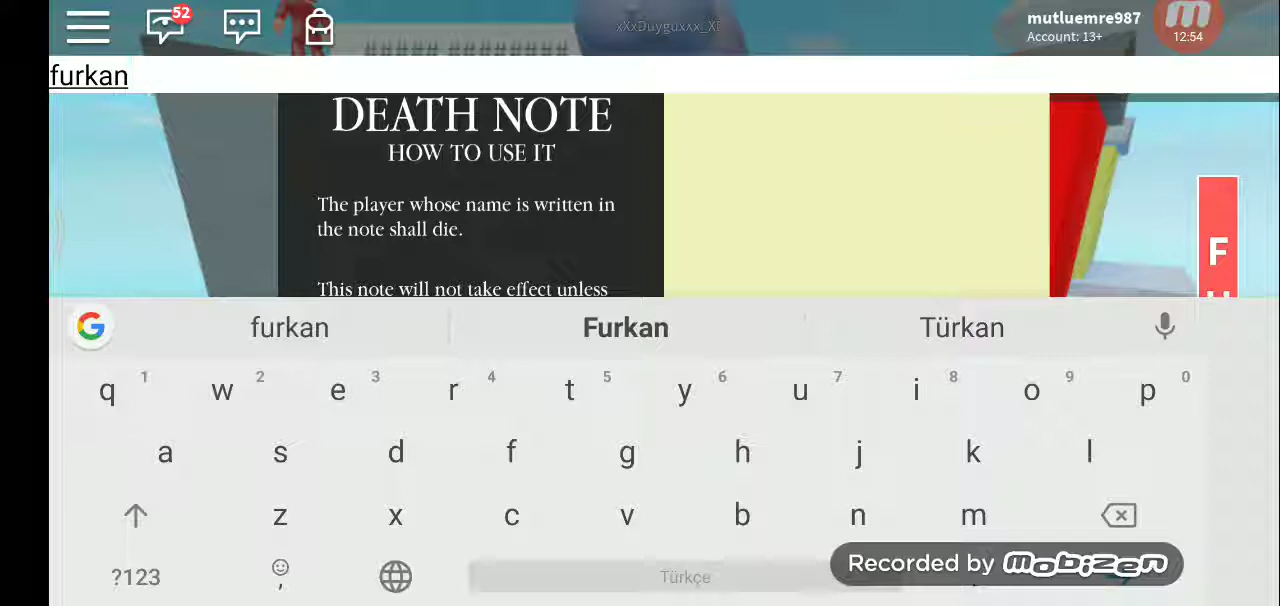 52
xXxDuyguxxx_XD
mutluemre987
Account: 13+
12:54
########## ########
furkan
DEATH NOTE
HOW TO USE IT
The player whose name is written in
the note shall die.
This note will not take effect unless
F
furkan Furkan Türkan
q 1 w 2 e 3 r 4 t 5 y 6 u 7 i 8 o 9 p 0
a s d f g h j k l
z x c v b n m
?123 , Türkçe
Recorded by mobizen